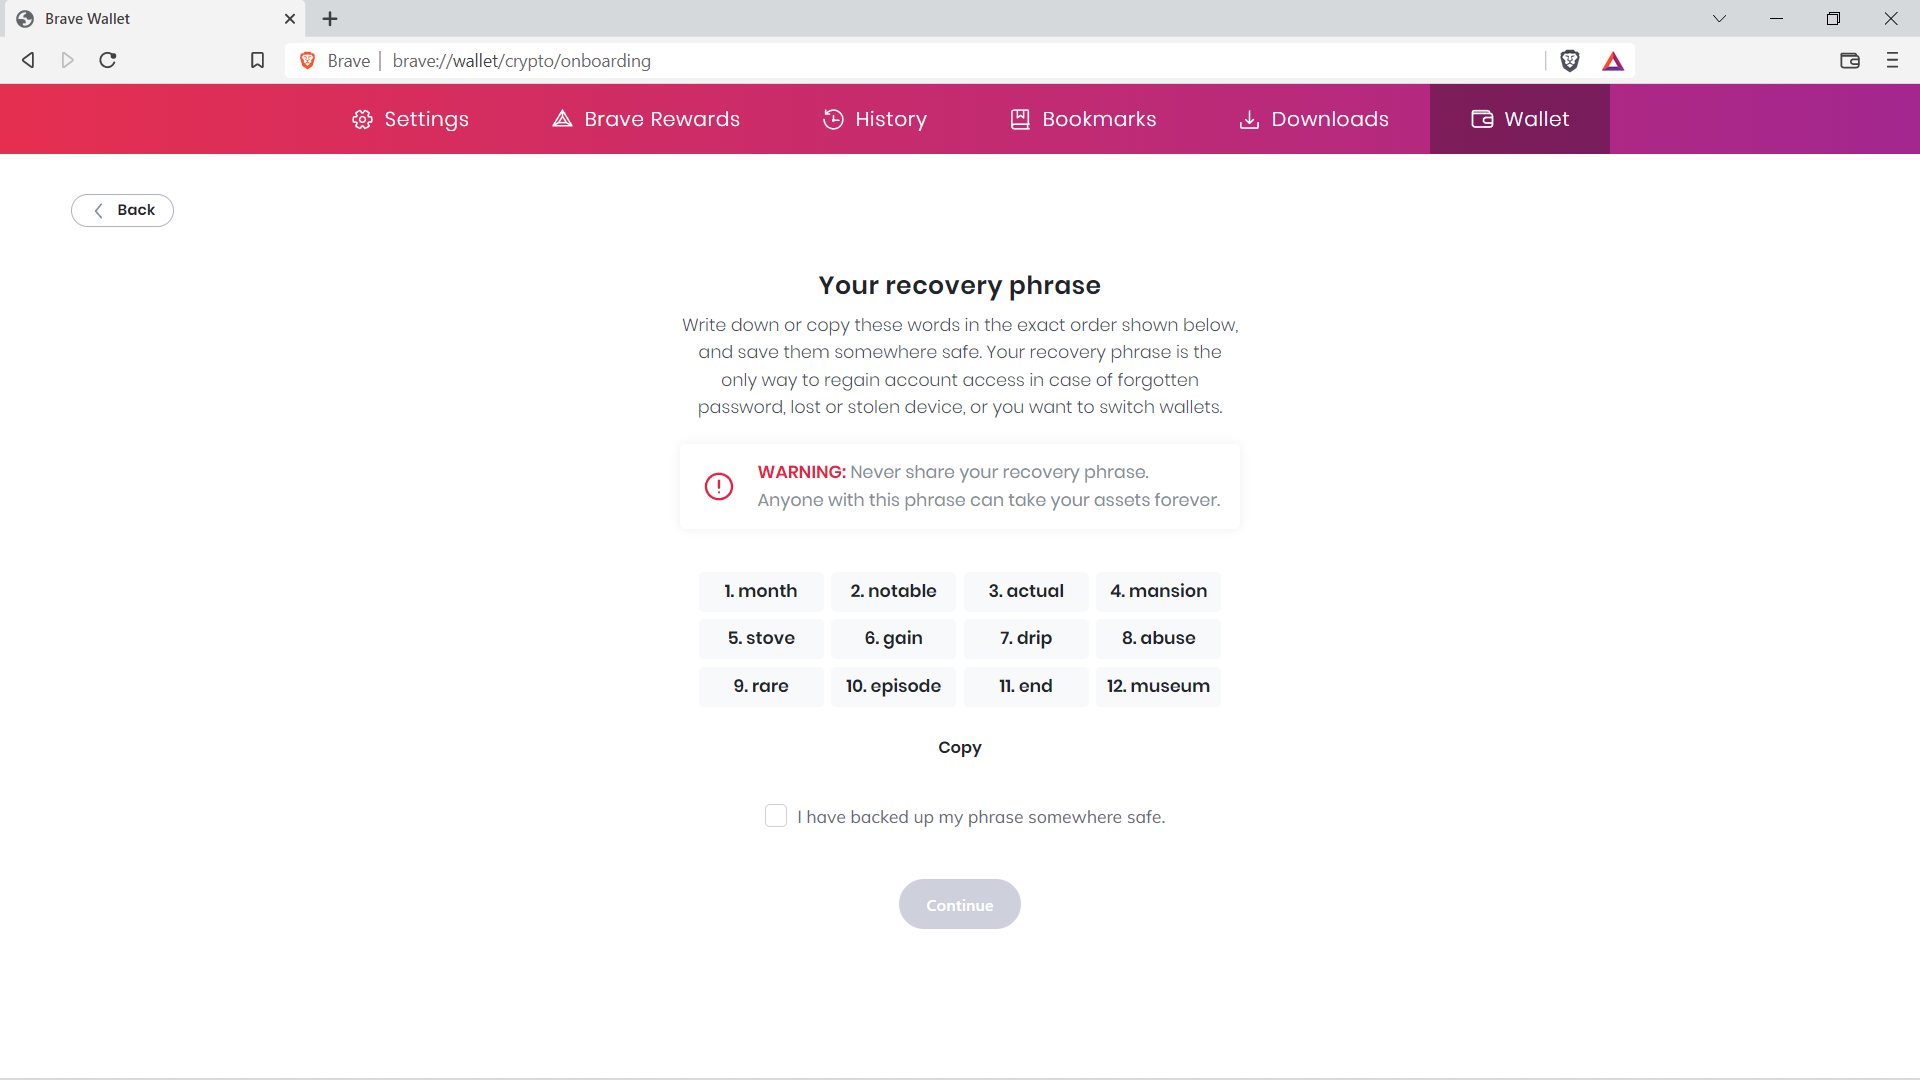 Brave Wallet
Brave | brave://wallet/crypto/onboarding
Settings Brave Rewards History Bookmarks Downloads Wallet
Back
Your recovery phrase
Write down or copy these words in the exact order shown below,
and save them somewhere safe. Your recovery phrase is the
only way to regain account access in case of forgotten
password, lost or stolen device, or you want to switch wallets.
WARNING: Never share your recovery phrase.
Anyone with this phrase can take your assets forever.
1. month 2. notable 3. actual 4. mansion
5. stove 6. gain 7. drip 8. abuse
9. rare 10. episode 11. end 12. museum
Copy
I have backed up my phrase somewhere safe.
Continue